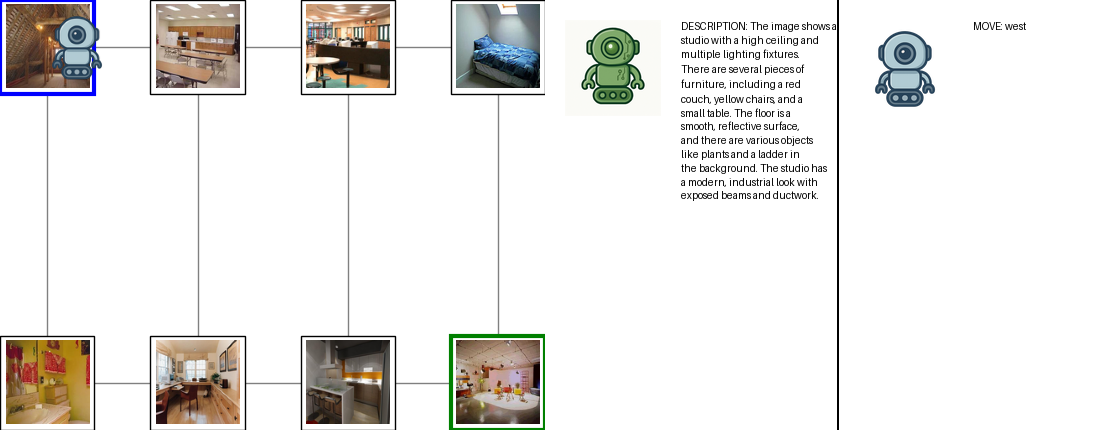 DESCRIPTION: The image shows a
studio with a high ceiling and
multiple lighting fixtures.
There are several pieces of
furniture, including a red
couch, yellow chairs, and a
small table. The floor is a
smooth, reflective surface,
and there are various objects
like plants and a ladder in
the background. The studio has
a modern, industrial look with
exposed beams and ductwork.
MOVE: west